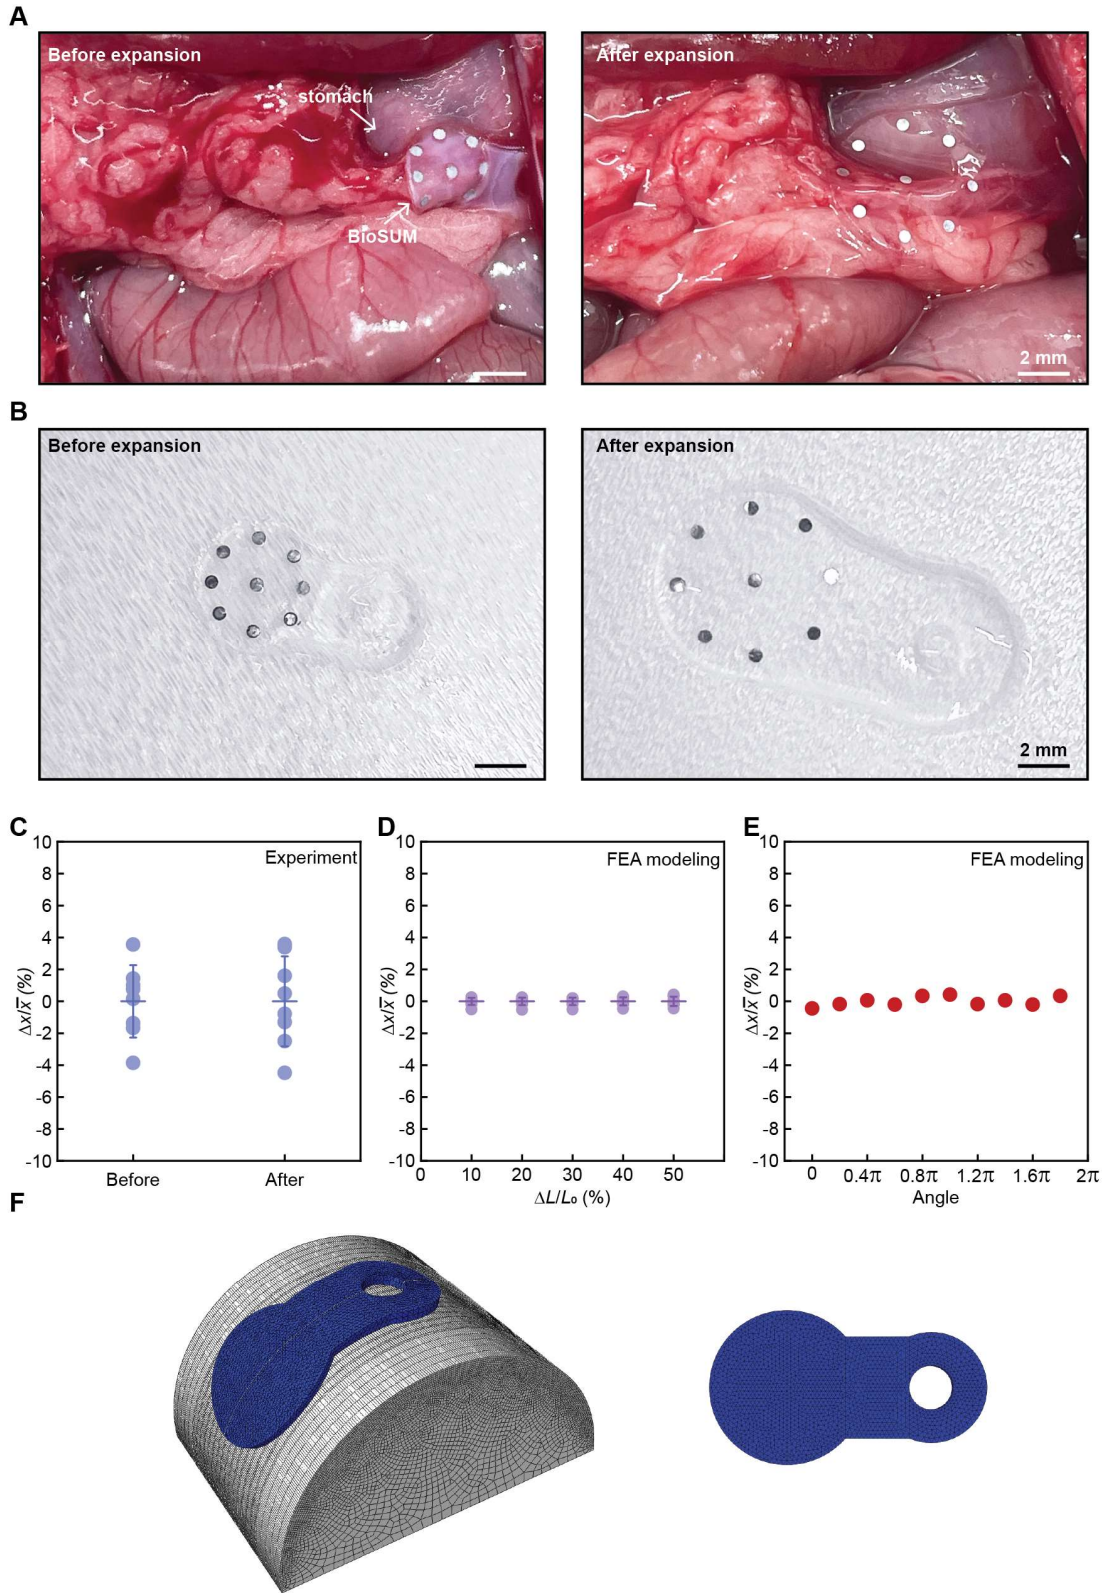 A
Before expansion
stomach
BioSUM
After expansion
2 mm
B
Before expansion
After expansion
2 mm
C
Experiment
10
8
6
4
2
0
-2
-4
-6
-8
-10
Δx/x̅ (%)
Before
After
D
FEA modeling
10
8
6
4
2
0
-2
-4
-6
-8
-10
Δx/x̅ (%)
0 10 20 30 40 50
ΔL/L₀ (%)
E
FEA modeling
10
8
6
4
2
0
-2
-4
-6
-8
-10
Δx/x̅ (%)
0 0.4π 0.8π 1.2π 1.6π 2π
Angle
F